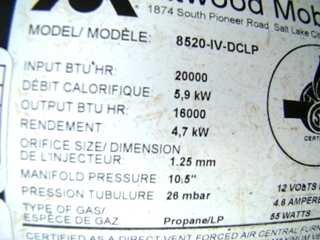 wood Mob
1874 South Pioneer Road Salt Lake C
MODEL/ MODÈLE: 8520-IV-DCLP
INPUT BTU HR: 20000
DÉBIT CALORIFIQUE: 5,9 kW
OUTPUT BTU HR: 16000
RENDEMENT: 4,7 kW
ORIFICE SIZE/ DIMENSION
DE L'INJECTEUR: 1.25 mm
MANIFOLD PRESSURE: 10.5"
PRESSION TUBULURE 26 mbar
12 VOLTS
4.6 AMPERE
55 WATTS
TYPE OF GAS/
ESPÈCE DE GAZ Propane/LP
CERTIFIED AS A DIRECT VENT FORCED AIR CENTRAL FURN